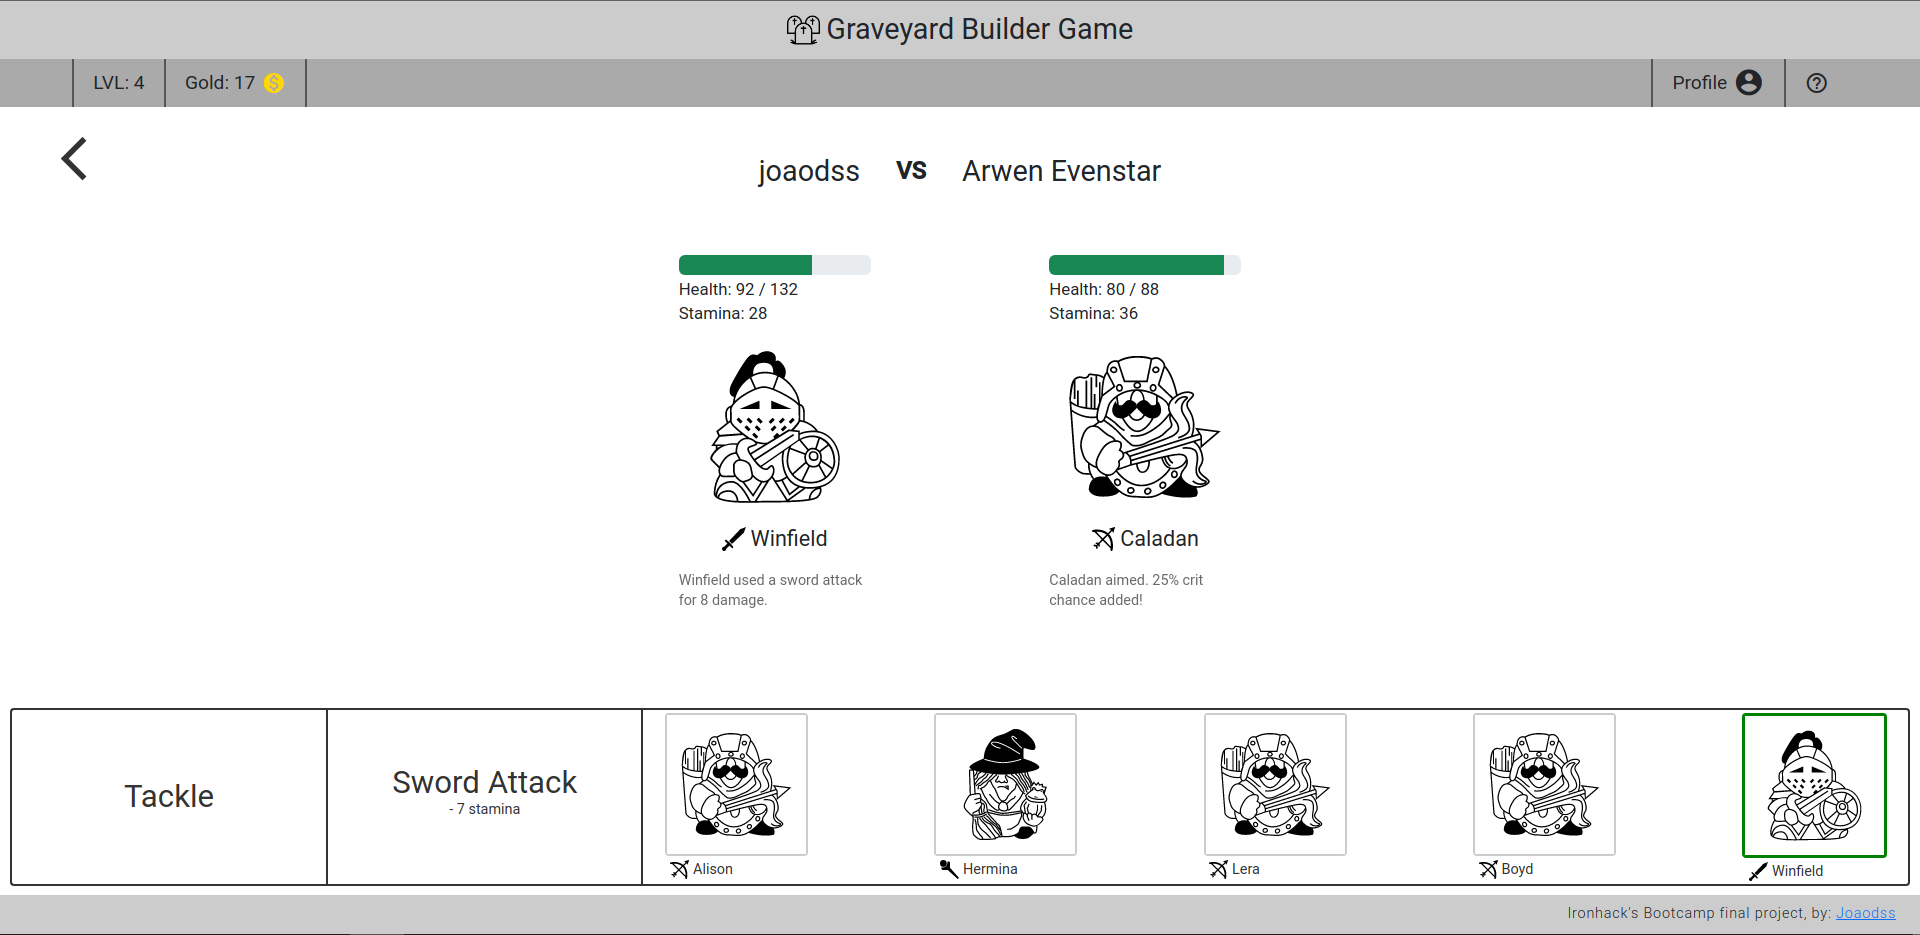 Graveyard Builder Game
LVL: 4
Gold: 17
Profile
joaodss VS Arwen Evenstar
Health: 92 / 132
Stamina: 28
Health: 80 / 88
Stamina: 36
Winfield
Caladan
Winfield used a sword attack
for 8 damage.
Caladan aimed. 25% crit
chance added!
Tackle
Sword Attack
- 7 stamina
Alison
Hermina
Lera
Boyd
Winfield
Ironhack's Bootcamp final project, by: Joaodss